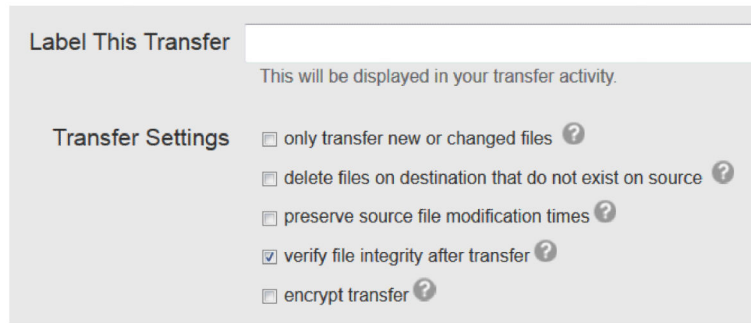 Label This Transfer
This will be displayed in your transfer activity.
Transfer Settings
only transfer new or changed files ?
delete files on destination that do not exist on source ?
preserve source file modification times ?
verify file integrity after transfer ?
encrypt transfer ?